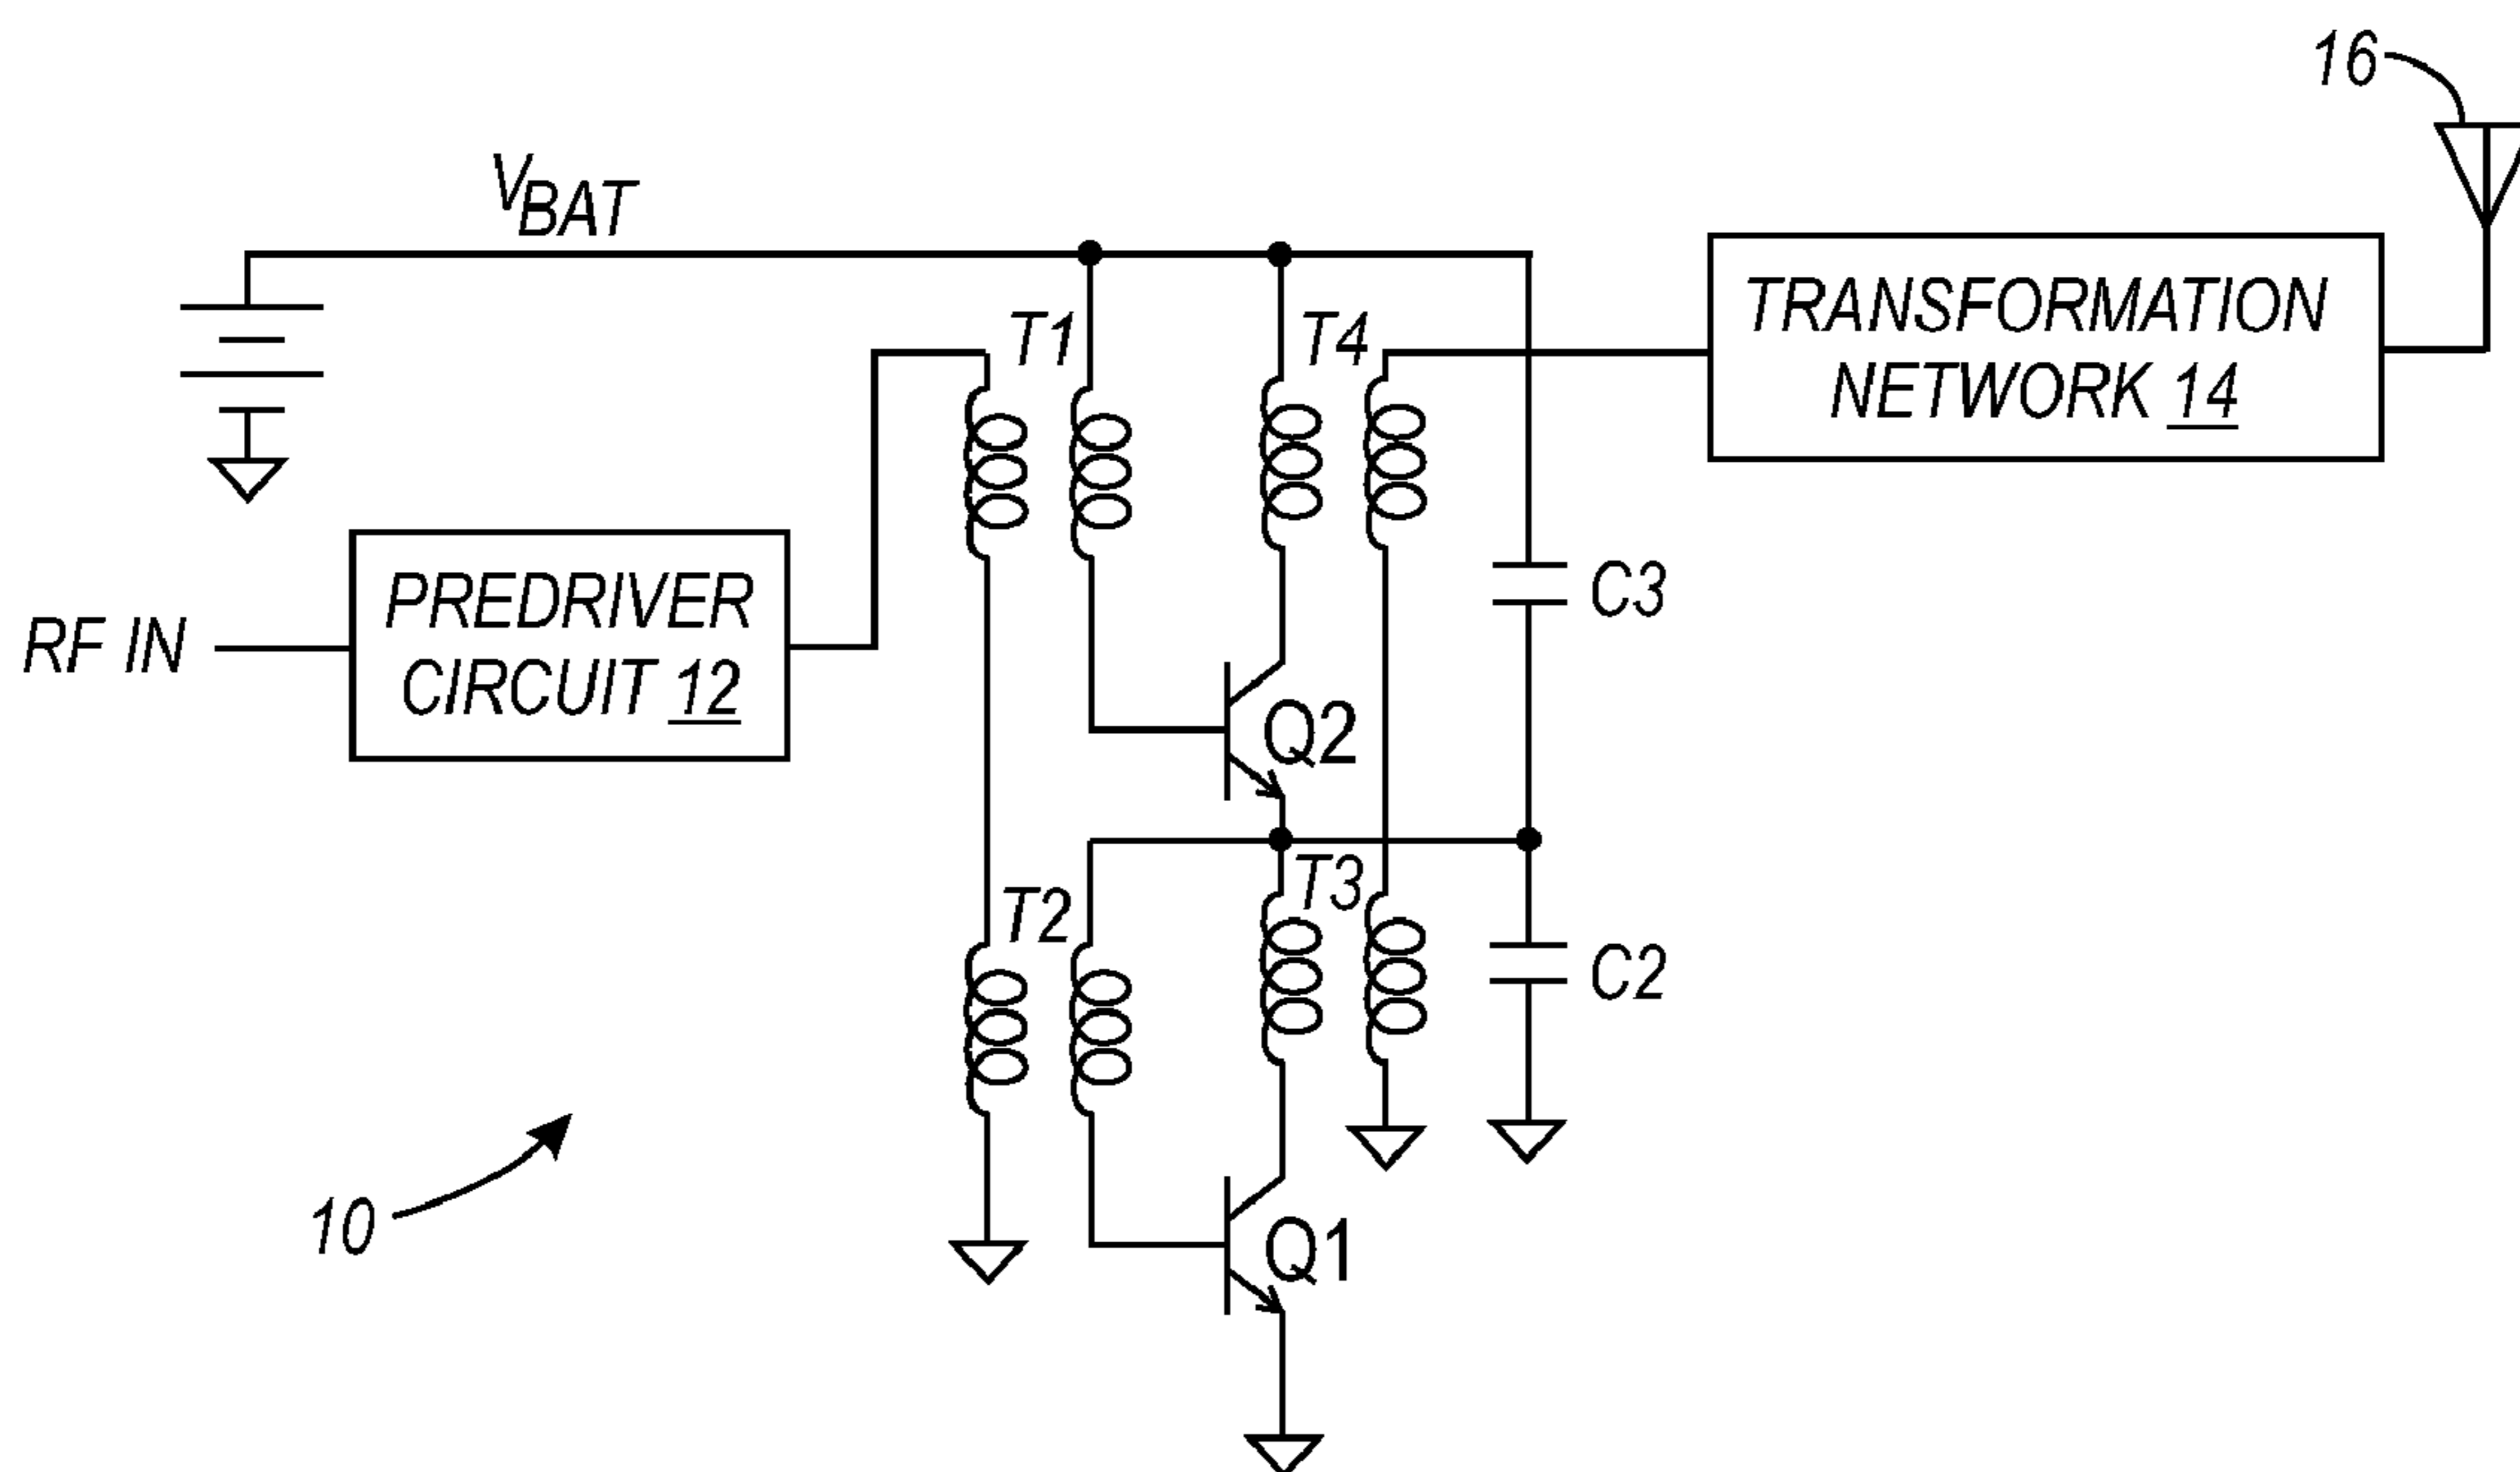 16
VBAT
T1
T4
TRANSFORMATION
NETWORK 14
PREDRIVER
CIRCUIT 12
RF IN
C3
Q2
T3
T2
C2
10
Q1